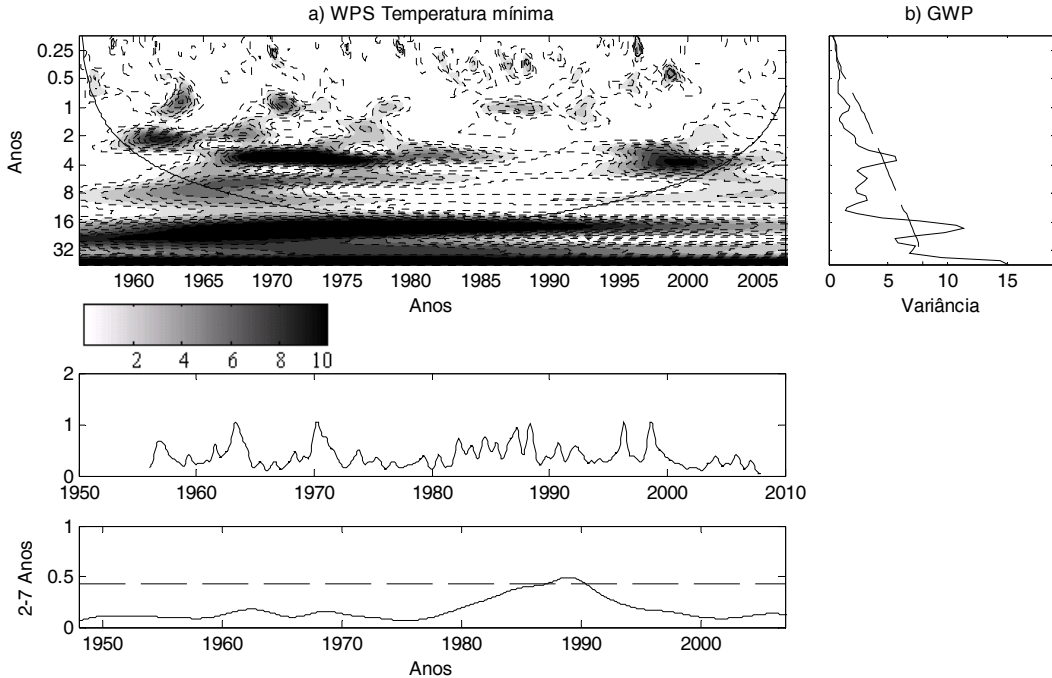 a) WPS Temperatura mínima
b) GWP
0.25
0.5
1
2
4
8
16
32
Anos
1960 1965 1970 1975 1980 1985 1990 1995 2000 2005
Anos
0 5 10 15
Variância
2 4 6 8 10
2
1
0
1950 1960 1970 1980 1990 2000 2010
1
0.5
0
2-7 Anos
1950 1960 1970 1980 1990 2000
Anos